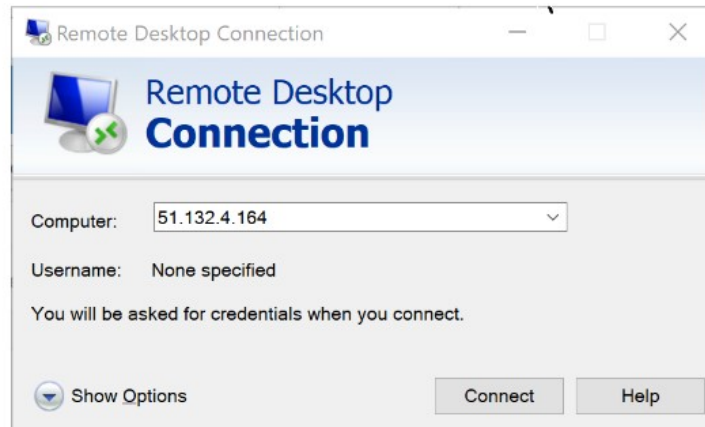 Remote Desktop Connection
Remote Desktop
Connection
Computer: 51.132.4.164
Username: None specified
You will be asked for credentials when you connect.
Show Options Connect Help